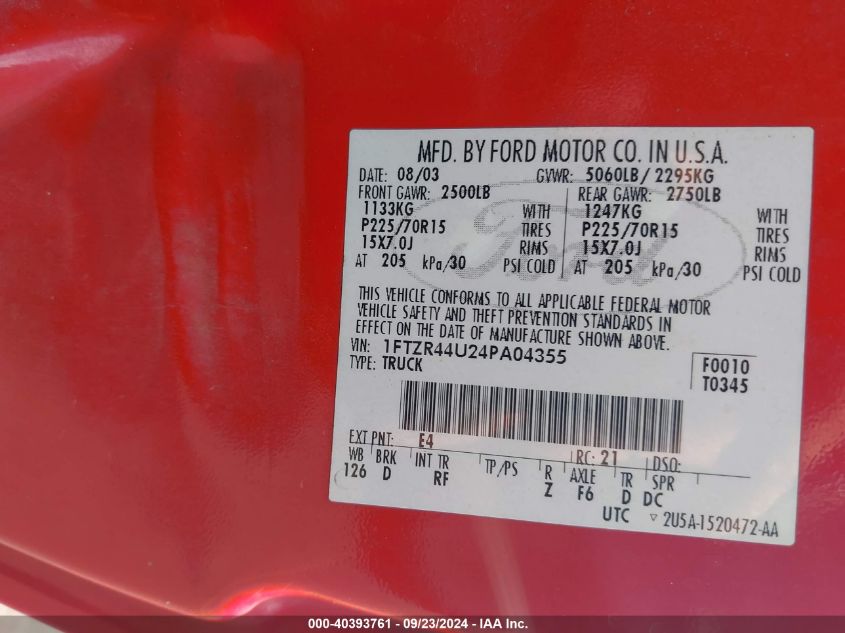 MFD. BY FORD MOTOR CO. IN U.S.A.
DATE: 08/03 GVWR: 5060LB/ 2295KG
FRONT GAWR: 2500LB REAR GAWR: 2750LB
1133KG WITH 1247KG WITH
P225/70R15 TIRES P225/70R15 TIRES
15X7.0J RIMS 15X7.0J RIMS
AT 205 kPa/30 PSI COLD AT 205 kPa/30 PSI COLD
Ford
THIS VEHICLE CONFORMS TO ALL APPLICABLE FEDERAL MOTOR
VEHICLE SAFETY AND THEFT PREVENTION STANDARDS IN
EFFECT ON THE DATE OF MANUFACTURE SHOWN ABOVE.
VIN: 1FTZR44U24PA04355 F0010
TYPE: TRUCK T0345
EXT PNT: E4 RC: 21 DSO:
WB BRK INT TR TP/PS R AXLE TR SPR
126 D RF Z F6 D DC
UTC ▽ 2U5A-1520472-AA
000-40393761 - 09/23/2024 - IAA Inc.